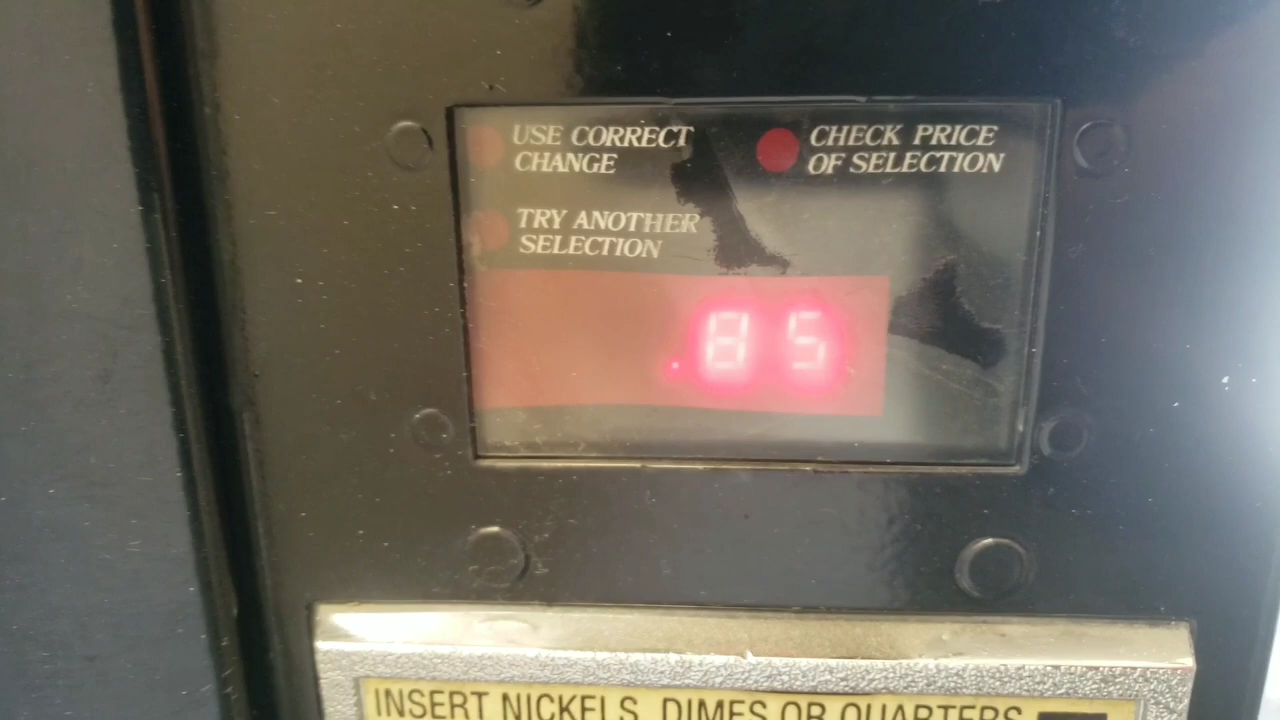 USE CORRECT
CHANGE
CHECK PRICE
OF SELECTION
TRY ANOTHER
SELECTION
.85
INSERT NICKELS, DIMES OR QUARTERS